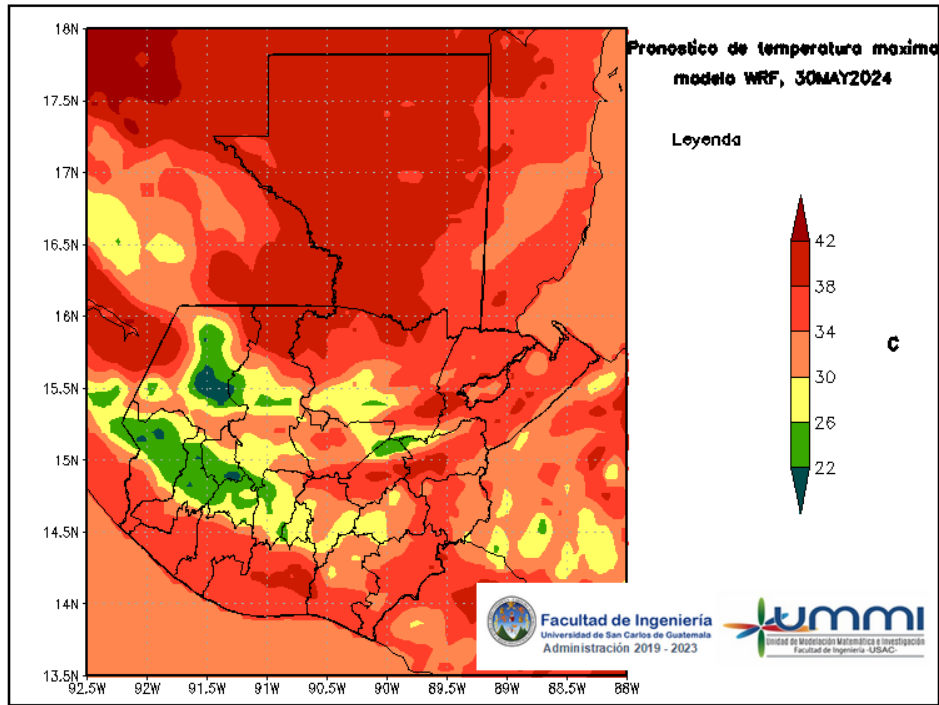 Pronostico de temperatura maxima
modelo WRF, 30MAY2024
Leyenda
42
38
34
30
26
22
C
18N
17.5N
17N
16.5N
16N
15.5N
15N
14.5N
14N
13.5N
92.5W
92W
91.5W
91W
90.5W
90W
89.5W
89W
88.5W
88W
Facultad de Ingeniería
Universidad de San Carlos de Guatemala
Administración 2019 - 2023
ummi
Unidad de Modelación Matemática e Investigación
Facultad de Ingeniería -USAC-